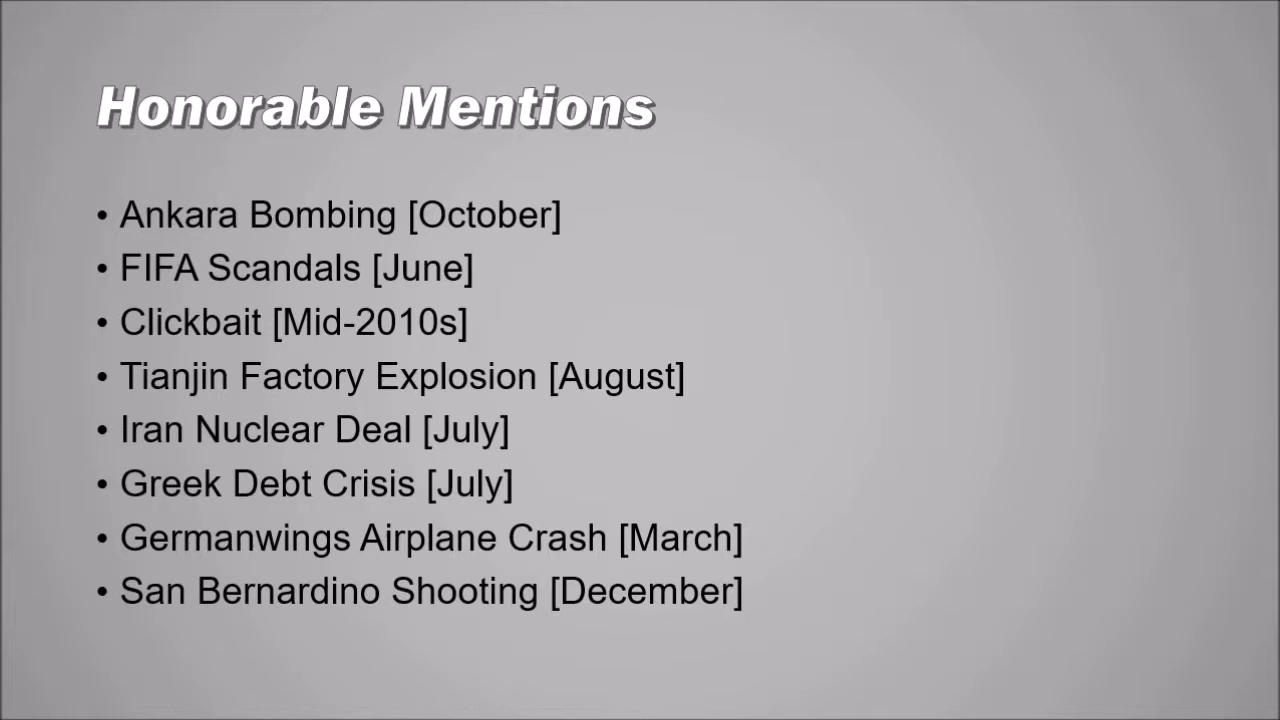 Honorable Mentions
• Ankara Bombing [October]
• FIFA Scandals [June]
• Clickbait [Mid-2010s]
• Tianjin Factory Explosion [August]
• Iran Nuclear Deal [July]
• Greek Debt Crisis [July]
• Germanwings Airplane Crash [March]
• San Bernardino Shooting [December]